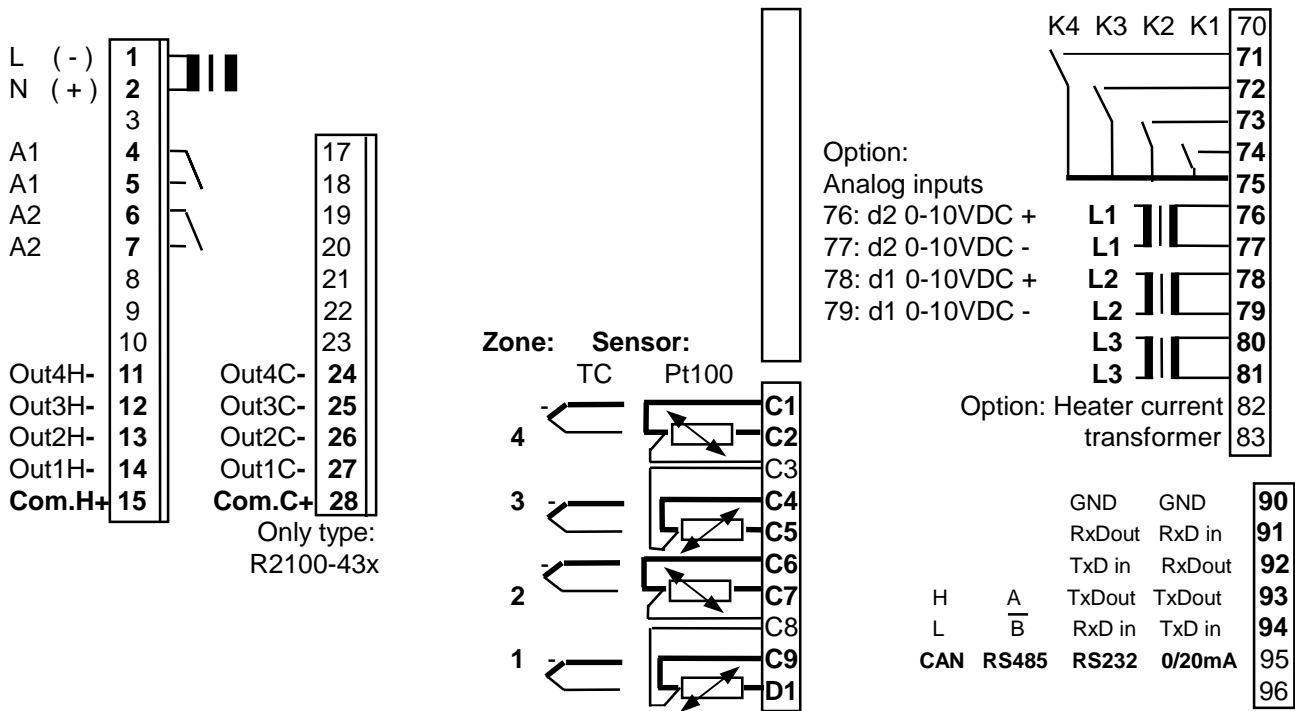 L ( - ) 1
N ( + ) 2
3
A1 4
A1 5
A2 6
A2 7
8
9
10
Out4H- 11
Out3H- 12
Out2H- 13
Out1H- 14
Com.H+ 15
17
18
19
20
21
22
23
Out4C- 24
Out3C- 25
Out2C- 26
Out1C- 27
Com.C+ 28
Only type:
R2100-43x
Zone: Sensor:
TC Pt100
-
4
3 -
-
2
1 -
C1
C2
C3
C4
C5
C6
C7
C8
C9
D1
K4 K3 K2 K1 70
71
72
73
74
75
Option:
Analog inputs
76: d2 0-10VDC + L1 76
77: d2 0-10VDC - L1 77
78: d1 0-10VDC + L2 78
79: d1 0-10VDC - L2 79
L3 80
L3 81
Option: Heater current 82
transformer 83
GND GND 90
RxDout RxD in 91
TxD in RxDout 92
H A TxDout TxDout 93
L B̅ RxD in TxD in 94
CAN RS485 RS232 0/20mA 95
96